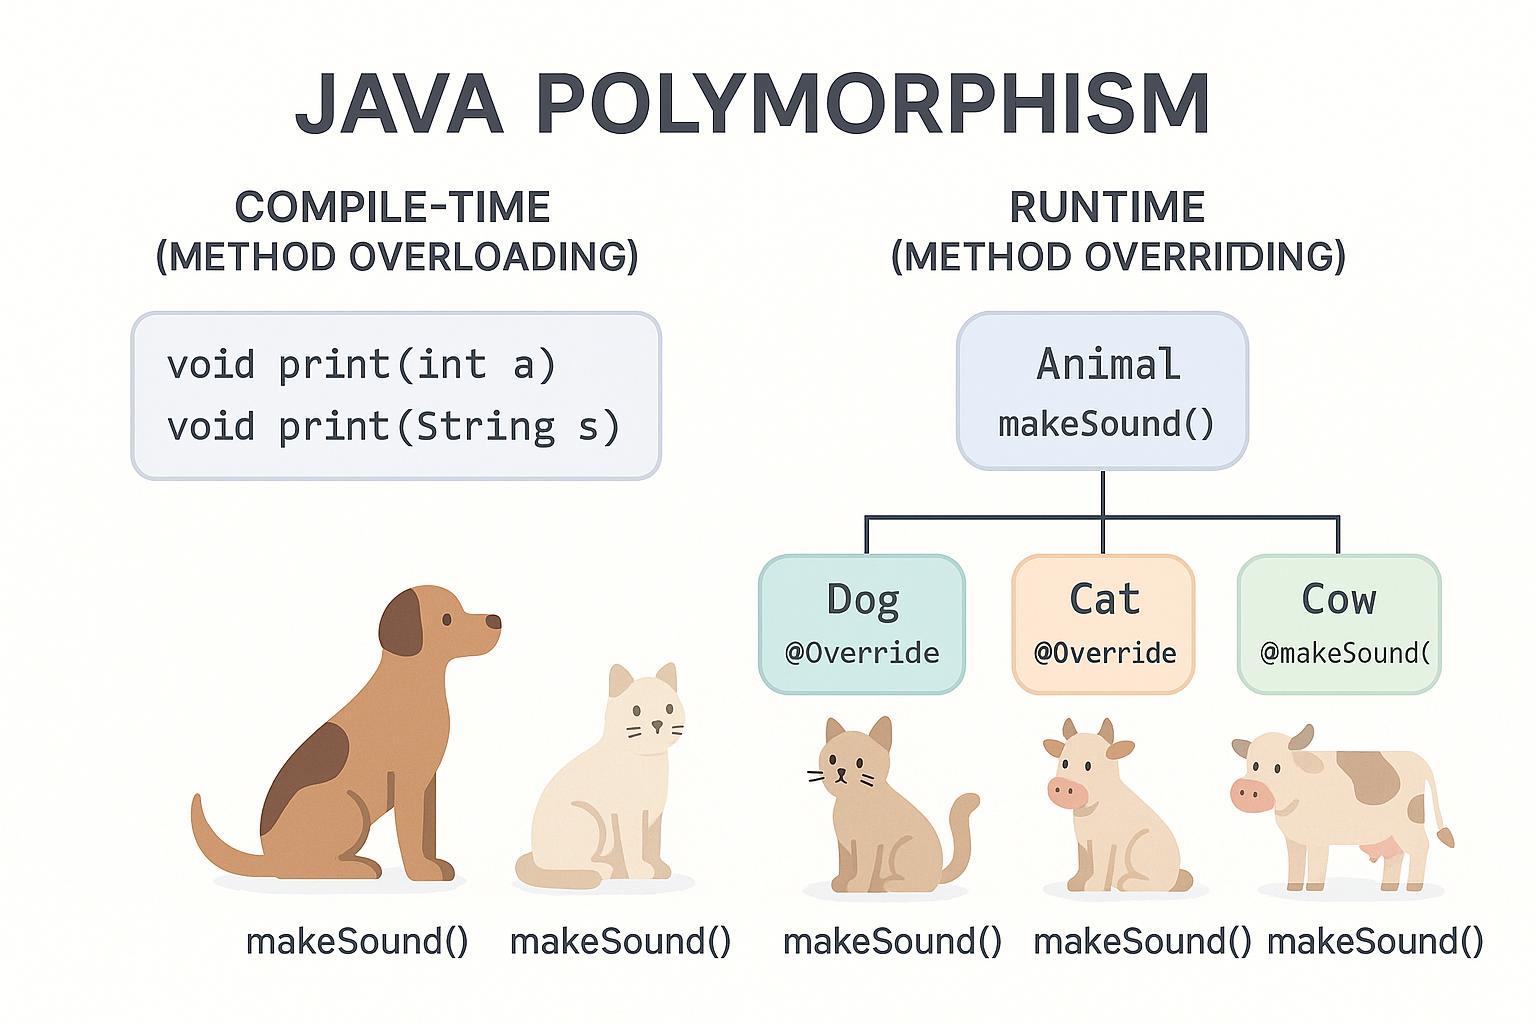 JAVA POLYMORPHISM
COMPILE-TIME
(METHOD OVERLOADING)
void print(int a)
void print(String s)
RUNTIME
(METHOD
Animal
makeSound()
Dog
@Override
Cat
@Override
Cow
@makeSound(
makeSound() makeSound() makeSound() makeSound() makeSound()